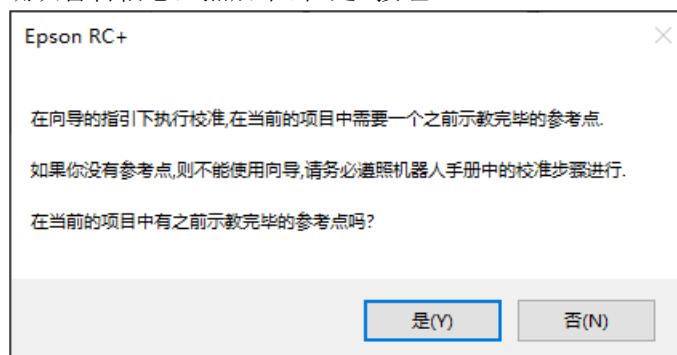 Epson RC+
在向导的指引下执行校准,在当前的项目中需要一个之前示教完毕的参考点.
如果你没有参考点,则不能使用向导,请务必遵照机器人手册中的校准步骤进行.
在当前的项目中有之前示教完毕的参考点吗?
是(Y)
否(N)